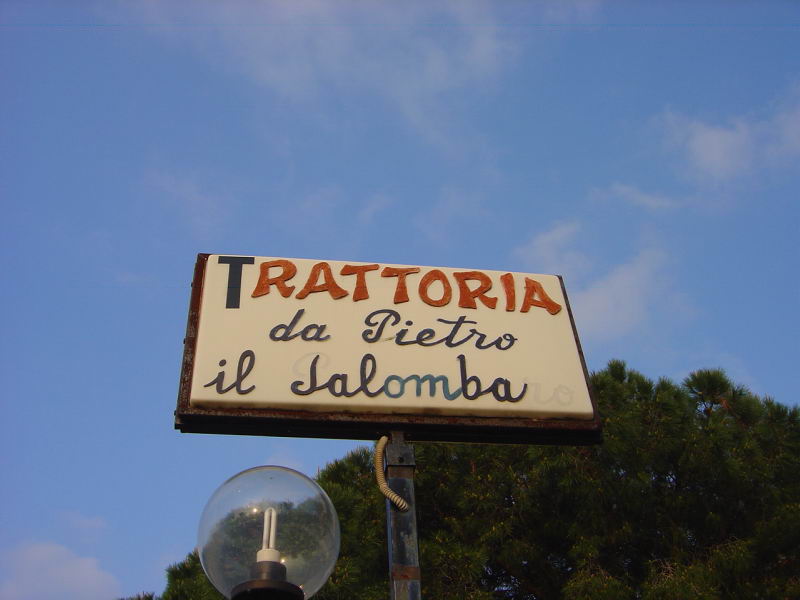 TRATTORIA
da Pietro
il Salomba